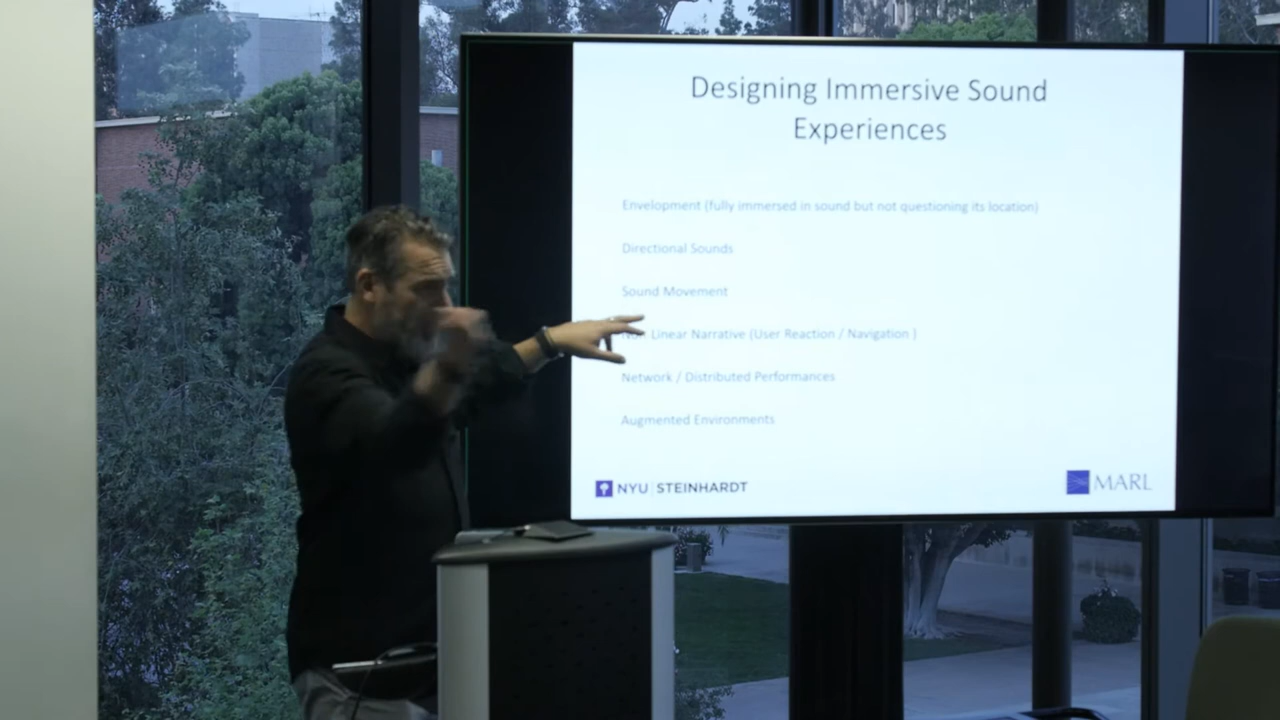 Designing Immersive Sound
Experiences
Envelopment (fully immersed in sound but not questioning its location)
Directional Sounds
Sound Movement
Linear Narrative (User Reaction / Navigation )
Network / Distributed Performances
Augmented Environments
NYU STEINHARDT
MARL